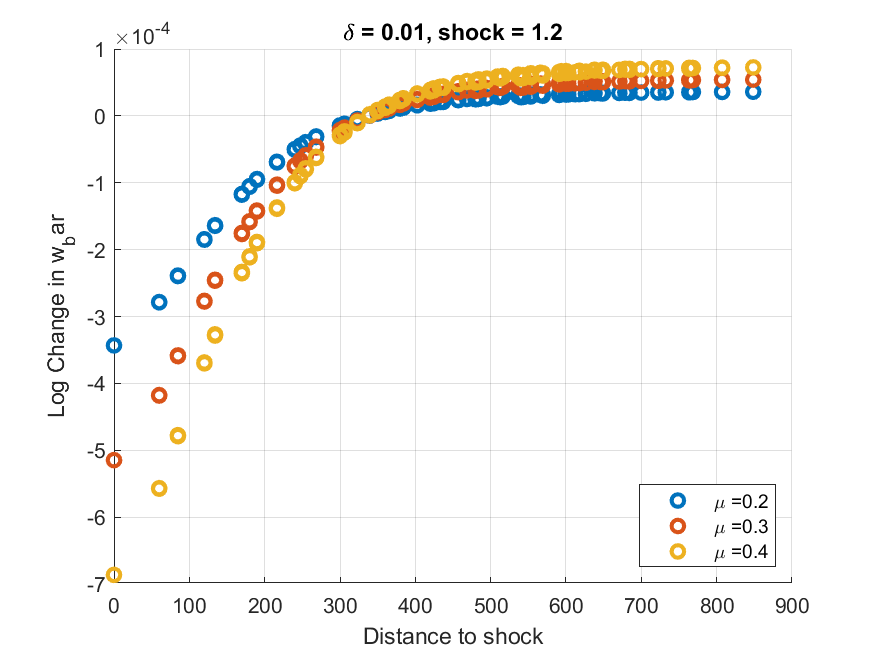 δ = 0.01, shock = 1.2
×10⁻⁴
1
0
-1
-2
-3
-4
-5
-6
-7
Log Change in w_bar
0 100 200 300 400 500 600 700 800 900
Distance to shock
μ =0.2
μ =0.3
μ =0.4